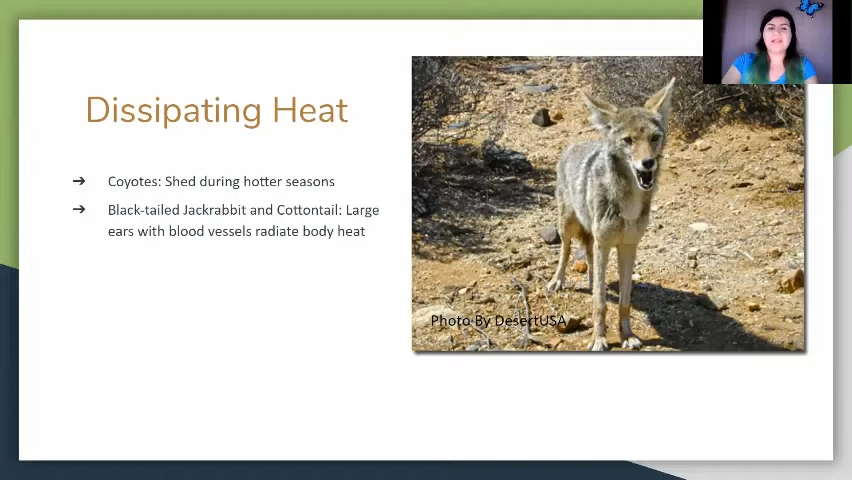 Dissipating Heat
➔ Coyotes: Shed during hotter seasons
➔ Black-tailed Jackrabbit and Cottontail: Large
ears with blood vessels radiate body heat
Photo By DesertUSA